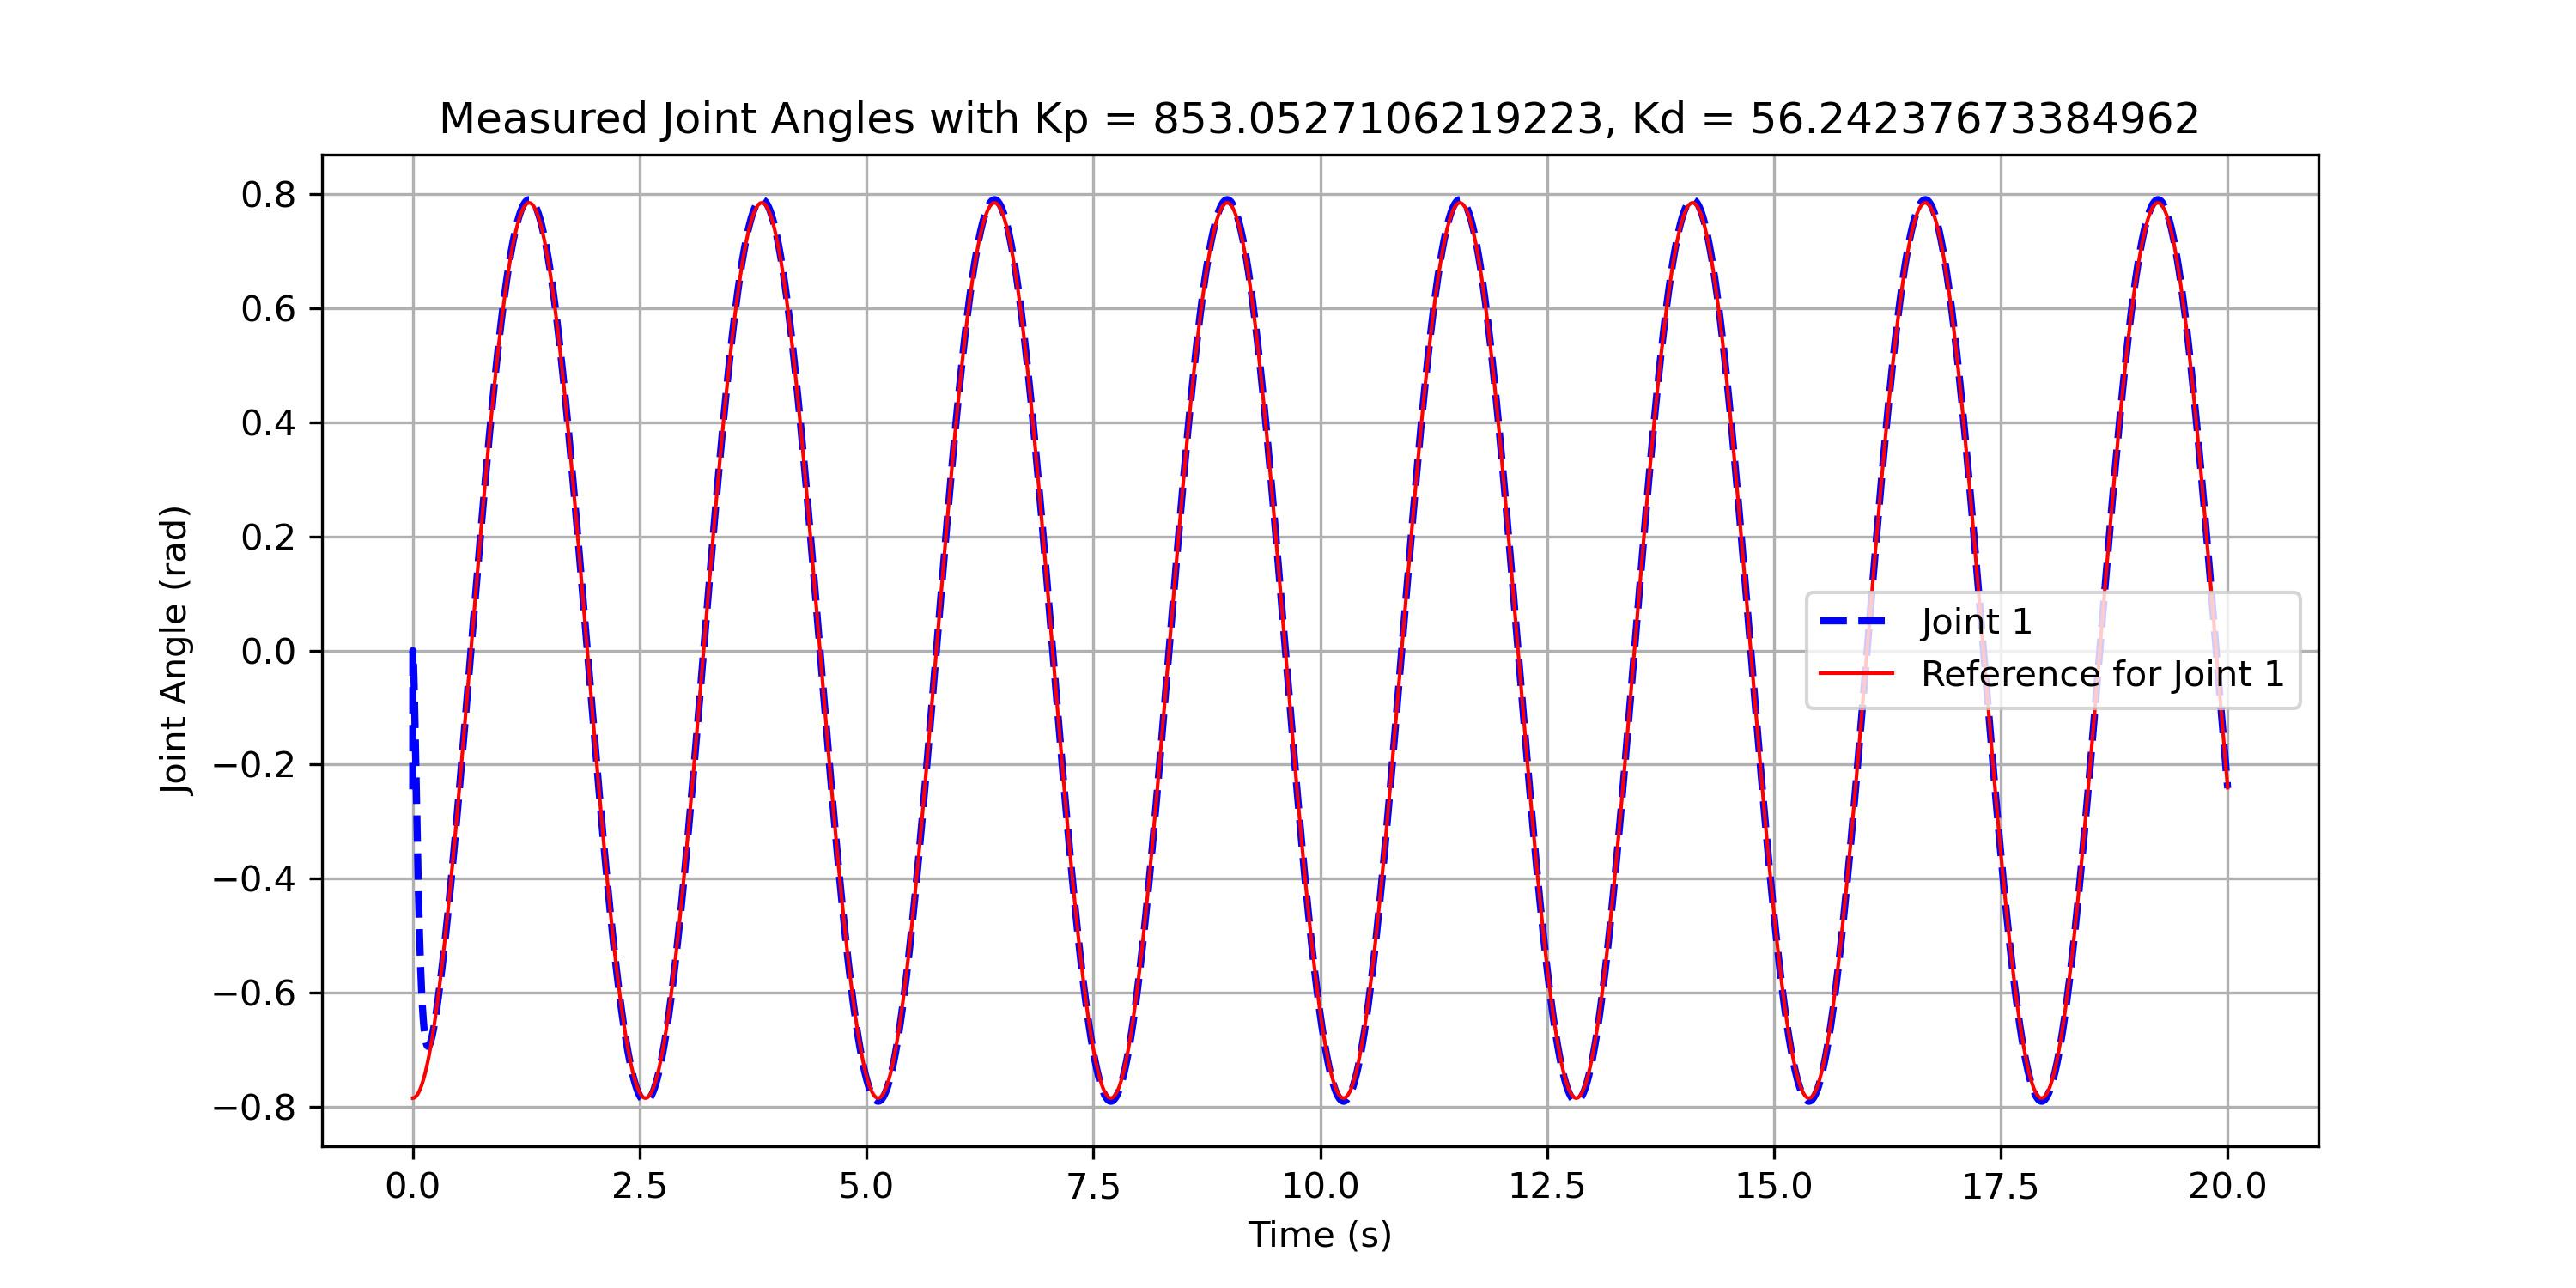 Measured Joint Angles with Kp = 853.0527106219223, Kd = 56.24237673384962
0.8
0.6
0.4
0.2
0.0
−0.2
−0.4
−0.6
−0.8
Joint Angle (rad)
Joint 1
Reference for Joint 1
0.0 2.5 5.0 7.5 10.0 12.5 15.0 17.5 20.0
Time (s)